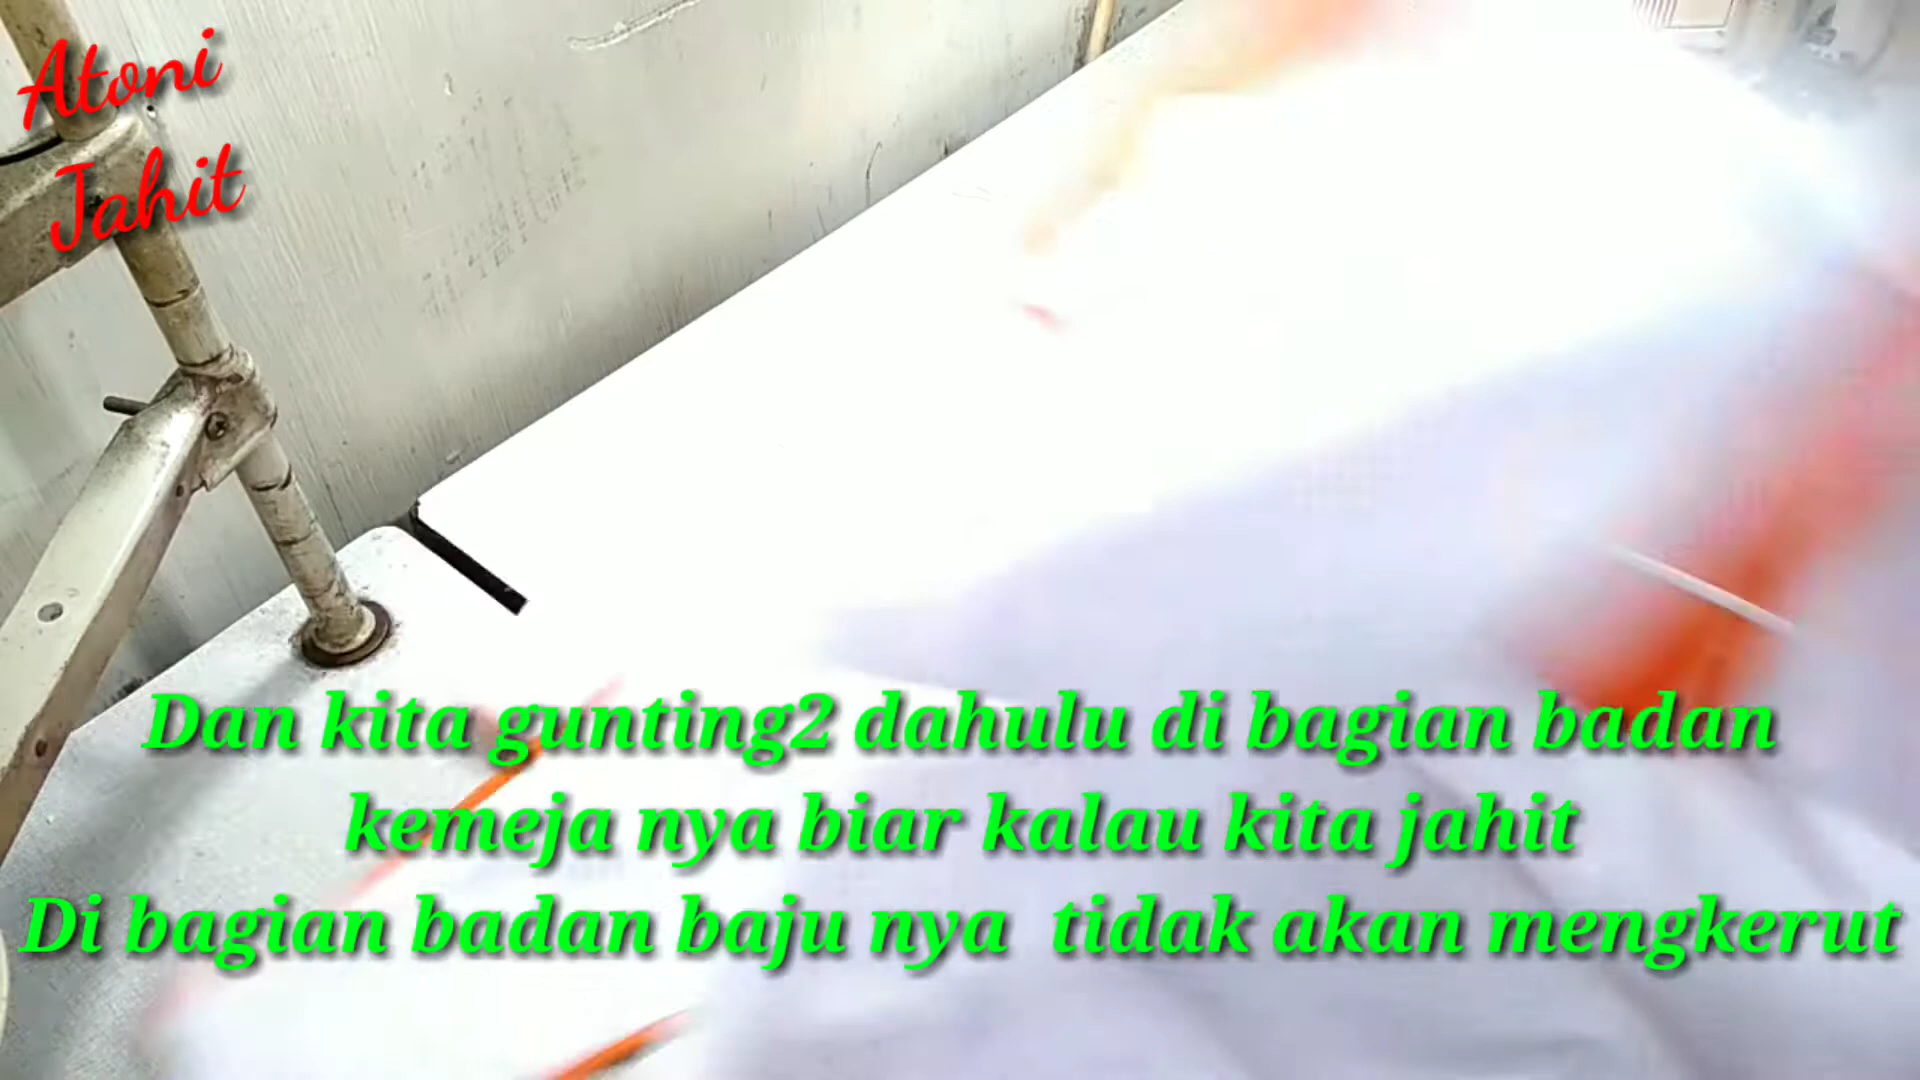 Atoni
Jahit
Dan kita gunting2 dahulu di bagian badan
kemeja nya biar kalau kita jahit
Di bagian badan baju nya tidak akan mengkerut